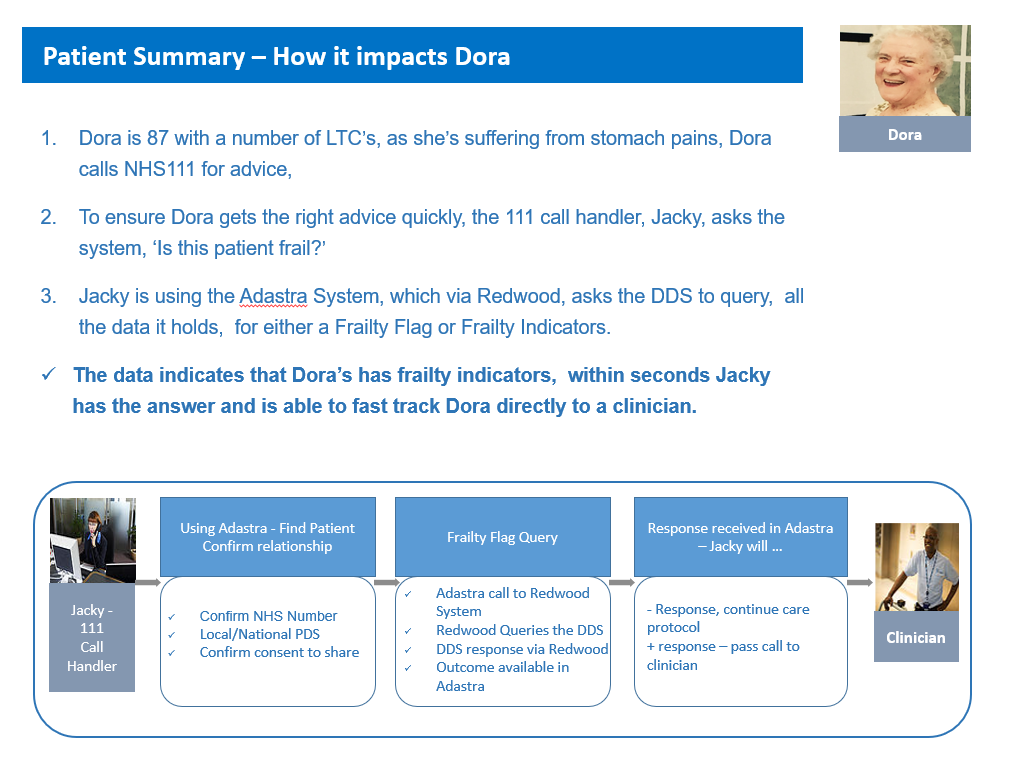 Patient Summary – How it impacts Dora
Dora
1. Dora is 87 with a number of LTC's, as she's suffering from stomach pains, Dora
calls NHS111 for advice,
2. To ensure Dora gets the right advice quickly, the 111 call handler, Jacky, asks the
system, 'Is this patient frail?'
3. Jacky is using the Adastra System, which via Redwood, asks the DDS to query,  all
the data it holds,  for either a Frailty Flag or Frailty Indicators.
✓ The data indicates that Dora's has frailty indicators,  within seconds Jacky
has the answer and is able to fast track Dora directly to a clinician.
Jacky -
111
Call
Handler
Using Adastra - Find Patient
Confirm relationship
✓ Confirm NHS Number
✓ Local/National PDS
✓ Confirm consent to share
Frailty Flag Query
✓ Adastra call to Redwood
System
✓ Redwood Queries the DDS
✓ DDS response via Redwood
✓ Outcome available in
Adastra
Response received in Adastra
– Jacky will ...
- Response, continue care
protocol
+ response – pass call to
clinician
Clinician